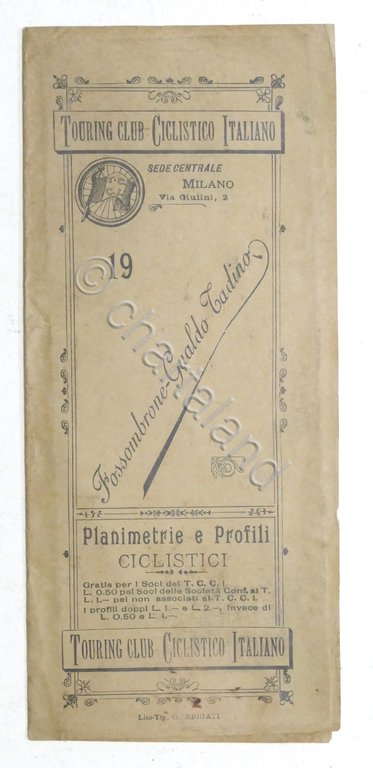 TOURING CLUB CICLISTICO ITALIANO
SEDE CENTRALE
MILANO
Via Giulini, 2
19
Fossombrone-Gualdo Tadino
Planimetrie e Profili
CICLISTICI
Gratis per i Soci del T. C. C. I.
L. 0.50 pei Soci delle Società Conf. al T.
L. 1.— pei non associati al T. C. C. I.
I profili doppi L. 1.— e L. 2.—, invece di
L. 0,50 e L. 1.—
TOURING CLUB CICLISTICO ITALIANO
Lito-Tip. G. ABBIATI
© chartaland